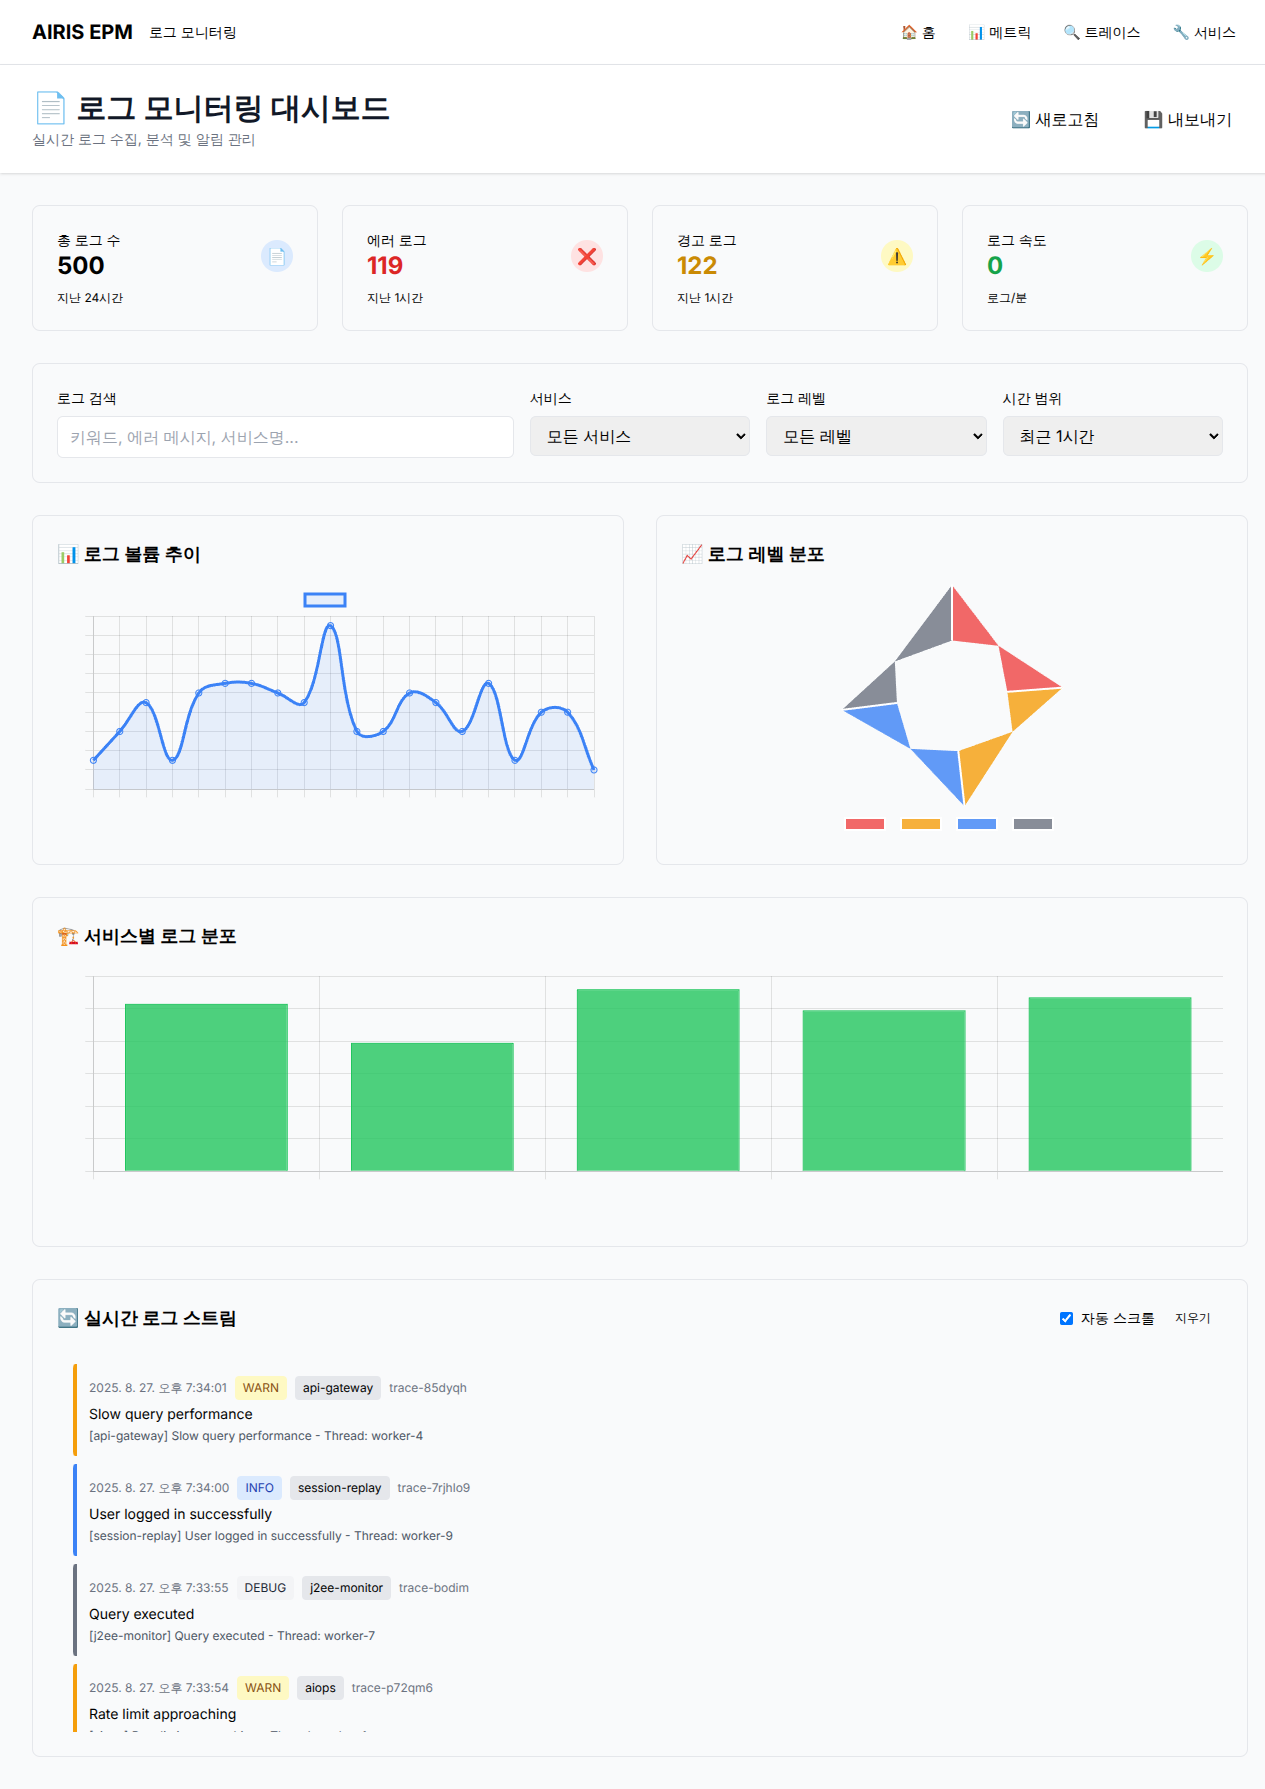 AIRIS EPM 로그 모니터링 🏠 홈 📊 메트릭 🔍 트레이스 🔧 서비스
📄 로그 모니터링 대시보드
실시간 로그 수집, 분석 및 알림 관리
🔄 새로고침 💾 내보내기
총 로그 수
500
지난 24시간
에러 로그
119
지난 1시간
경고 로그
122
지난 1시간
로그 속도
0
로그/분
로그 검색
키워드, 에러 메시지, 서비스명...
서비스
모든 서비스
로그 레벨
모든 레벨
시간 범위
최근 1시간
📊 로그 볼륨 추이
📈 로그 레벨 분포
🏗️ 서비스별 로그 분포
🔄 실시간 로그 스트림
자동 스크롤 지우기
2025. 8. 27. 오후 7:34:01 WARN api-gateway trace-85dyqh
Slow query performance
[api-gateway] Slow query performance - Thread: worker-4
2025. 8. 27. 오후 7:34:00 INFO session-replay trace-7rjhlo9
User logged in successfully
[session-replay] User logged in successfully - Thread: worker-9
2025. 8. 27. 오후 7:33:55 DEBUG j2ee-monitor trace-bodim
Query executed
[j2ee-monitor] Query executed - Thread: worker-7
2025. 8. 27. 오후 7:33:54 WARN aiops trace-p72qm6
Rate limit approaching